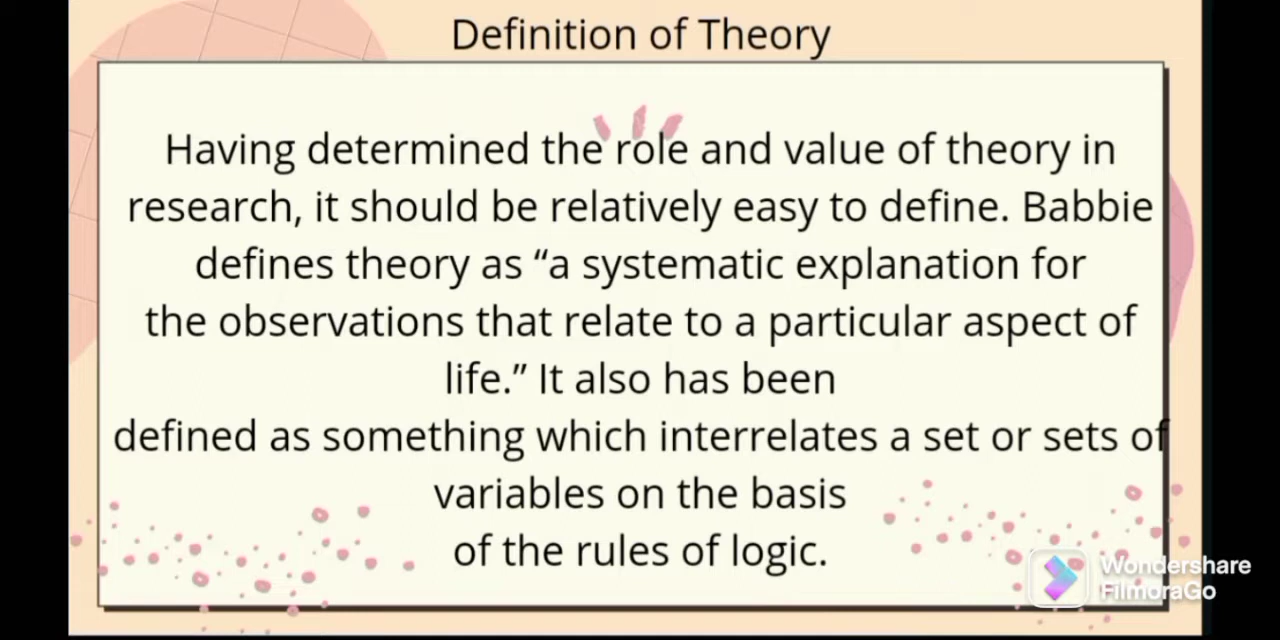 Definition of Theory
Having determined the role and value of theory in
research, it should be relatively easy to define. Babbie
defines theory as “a systematic explanation for
the observations that relate to a particular aspect of
life.” It also has been
defined as something which interrelates a set or sets of
variables on the basis
of the rules of logic.
Wondershare
FilmoraGo